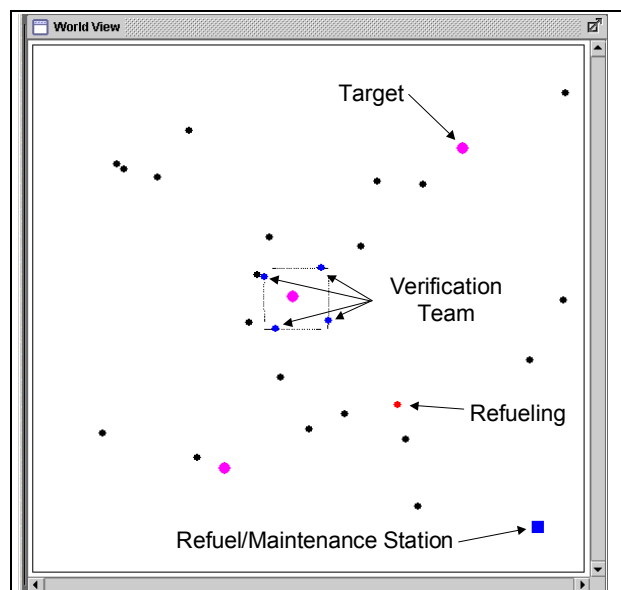 World View
Target
Verification
Team
Refueling
Refuel/Maintenance Station